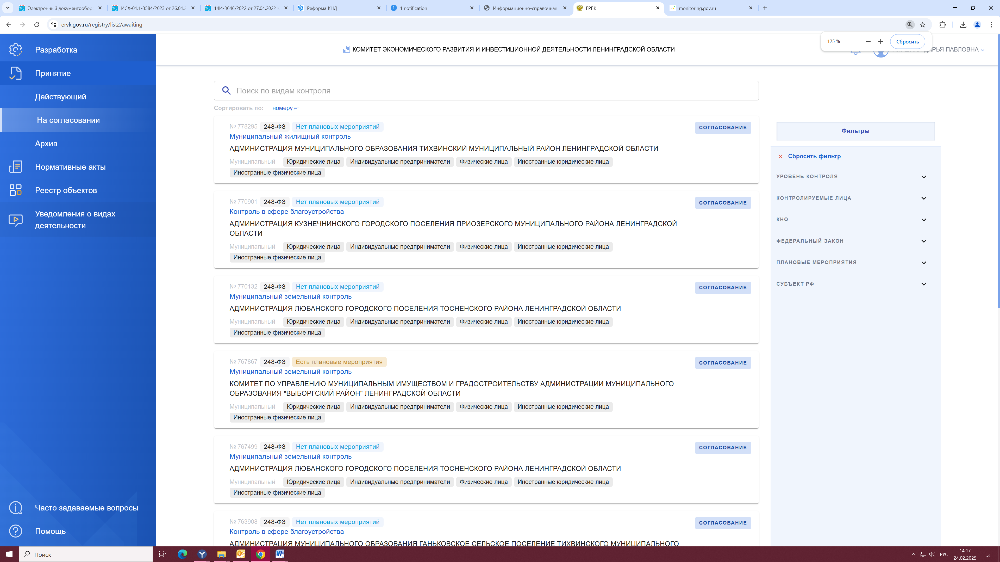 Электронный документообор
ИСХ-01.1-3584/2023 от 26.04.2
14И-3646/2022 от 27.04.2022
Реформа КНД
1
1 notification
Информационно-справочная
ЕРВК
monitoring.gov.ru
ervk.gov.ru/registry/list2/awaiting
125 %
Сбросить
Разработка
Принятие
Действующий
На согласовании
Архив
Нормативные акты
Реестр объектов
Уведомления о видах
деятельности
Часто задаваемые вопросы
Помощь
КОМИТЕТ ЭКОНОМИЧЕСКОГО РАЗВИТИЯ И ИНВЕСТИЦИОННОЙ ДЕЯТЕЛЬНОСТИ ЛЕНИНГРАДСКОЙ ОБЛАСТИ
ПАВЛОВНА
Поиск по видам контроля
Сортировать по: номеру
№ 778295 248-ФЗ Нет плановых мероприятий СОГЛАСОВАНИЕ
Муниципальный жилищный контроль
АДМИНИСТРАЦИЯ МУНИЦИПАЛЬНОГО ОБРАЗОВАНИЯ ТИХВИНСКИЙ МУНИЦИПАЛЬНЫЙ РАЙОН ЛЕНИНГРАДСКОЙ ОБЛАСТИ
Муниципальный Юридические лица Индивидуальные предприниматели Физические лица Иностранные юридические лица
Иностранные физические лица
№ 770901 248-ФЗ Нет плановых мероприятий СОГЛАСОВАНИЕ
Контроль в сфере благоустройства
АДМИНИСТРАЦИЯ КУЗНЕЧНИНСКОГО ГОРОДСКОГО ПОСЕЛЕНИЯ ПРИОЗЕРСКОГО МУНИЦИПАЛЬНОГО РАЙОНА ЛЕНИНГРАДСКОЙ
ОБЛАСТИ
Муниципальный Юридические лица Индивидуальные предприниматели Физические лица Иностранные юридические лица
Иностранные физические лица
№ 770132 248-ФЗ Нет плановых мероприятий СОГЛАСОВАНИЕ
Муниципальный земельный контроль
АДМИНИСТРАЦИЯ ЛЮБАНСКОГО ГОРОДСКОГО ПОСЕЛЕНИЯ ТОСНЕНСКОГО РАЙОНА ЛЕНИНГРАДСКОЙ ОБЛАСТИ
Муниципальный Юридические лица Индивидуальные предприниматели Физические лица Иностранные юридические лица
Иностранные физические лица
№ 767867 248-ФЗ Есть плановые мероприятия СОГЛАСОВАНИЕ
Муниципальный земельный контроль
КОМИТЕТ ПО УПРАВЛЕНИЮ МУНИЦИПАЛЬНЫМ ИМУЩЕСТВОМ И ГРАДОСТРОИТЕЛЬСТВУ АДМИНИСТРАЦИИ МУНИЦИПАЛЬНОГО
ОБРАЗОВАНИЯ "ВЫБОРГСКИЙ РАЙОН" ЛЕНИНГРАДСКОЙ ОБЛАСТИ
Муниципальный Юридические лица Индивидуальные предприниматели Физические лица Иностранные юридические лица
Иностранные физические лица
№ 767499 248-ФЗ Нет плановых мероприятий СОГЛАСОВАНИЕ
Муниципальный земельный контроль
АДМИНИСТРАЦИЯ ЛЮБАНСКОГО ГОРОДСКОГО ПОСЕЛЕНИЯ ТОСНЕНСКОГО РАЙОНА ЛЕНИНГРАДСКОЙ ОБЛАСТИ
Муниципальный Юридические лица Индивидуальные предприниматели Физические лица Иностранные юридические лица
Иностранные физические лица
№ 763908 248-ФЗ Нет плановых мероприятий СОГЛАСОВАНИЕ
Контроль в сфере благоустройства
АДМИНИСТРАЦИЯ МУНИЦИПАЛЬНОГО ОБРАЗОВАНИЯ ГАНЬКОВСКОЕ СЕЛЬСКОЕ ПОСЕЛЕНИЕ ТИХВИНСКОГО МУНИЦИПАЛЬНОГО
Фильтры
Сбросить фильтр
УРОВЕНЬ КОНТРОЛЯ
КОНТРОЛИРУЕМЫЕ ЛИЦА
КНО
ФЕДЕРАЛЬНЫЙ ЗАКОН
ПЛАНОВЫЕ МЕРОПРИЯТИЯ
СУБЪЕКТ РФ
Поиск
РУС
14:17
24.02.2025